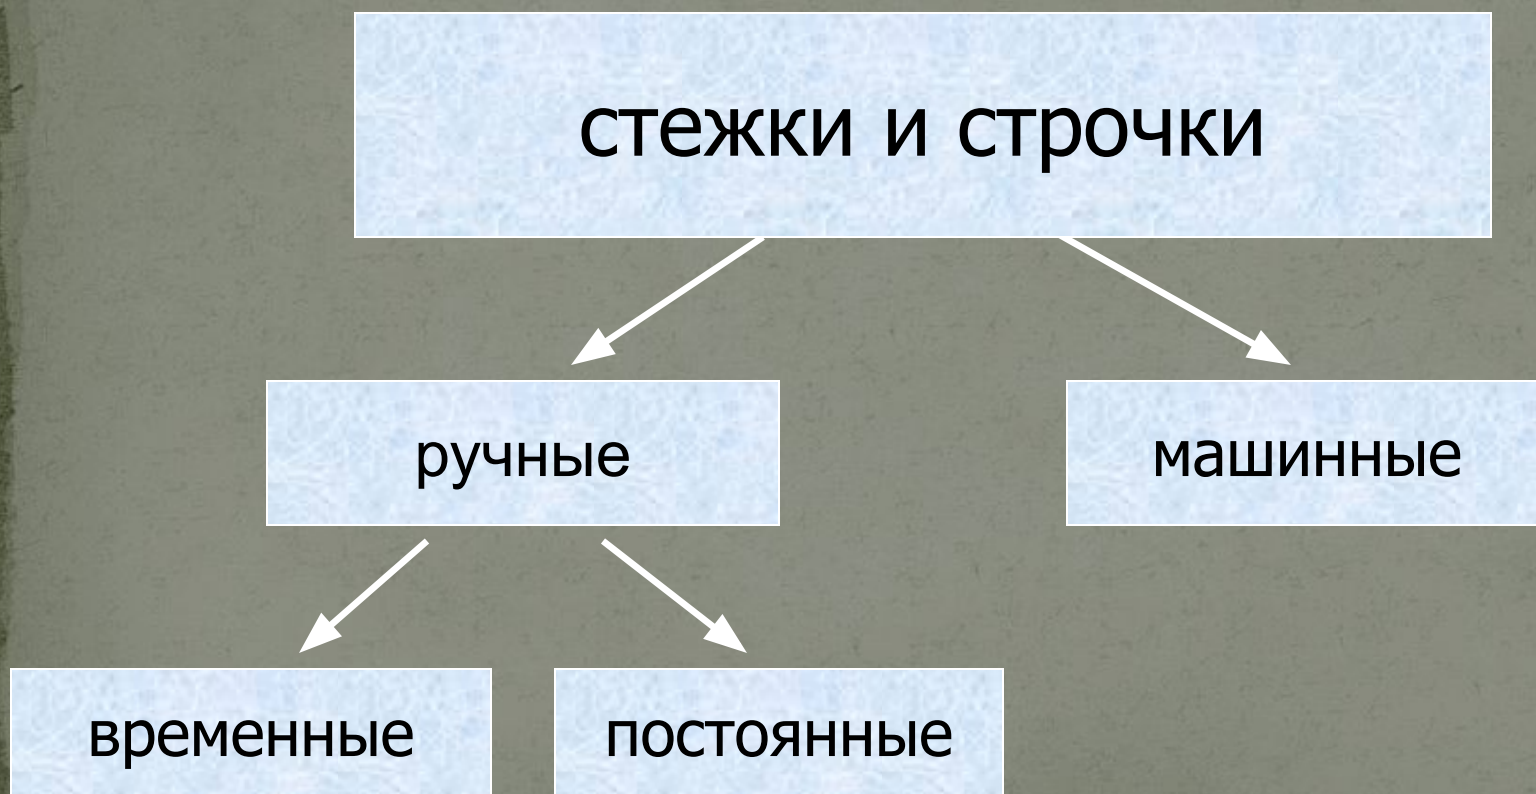 стежки и строчки
ручные
машинные
временные
постоянные